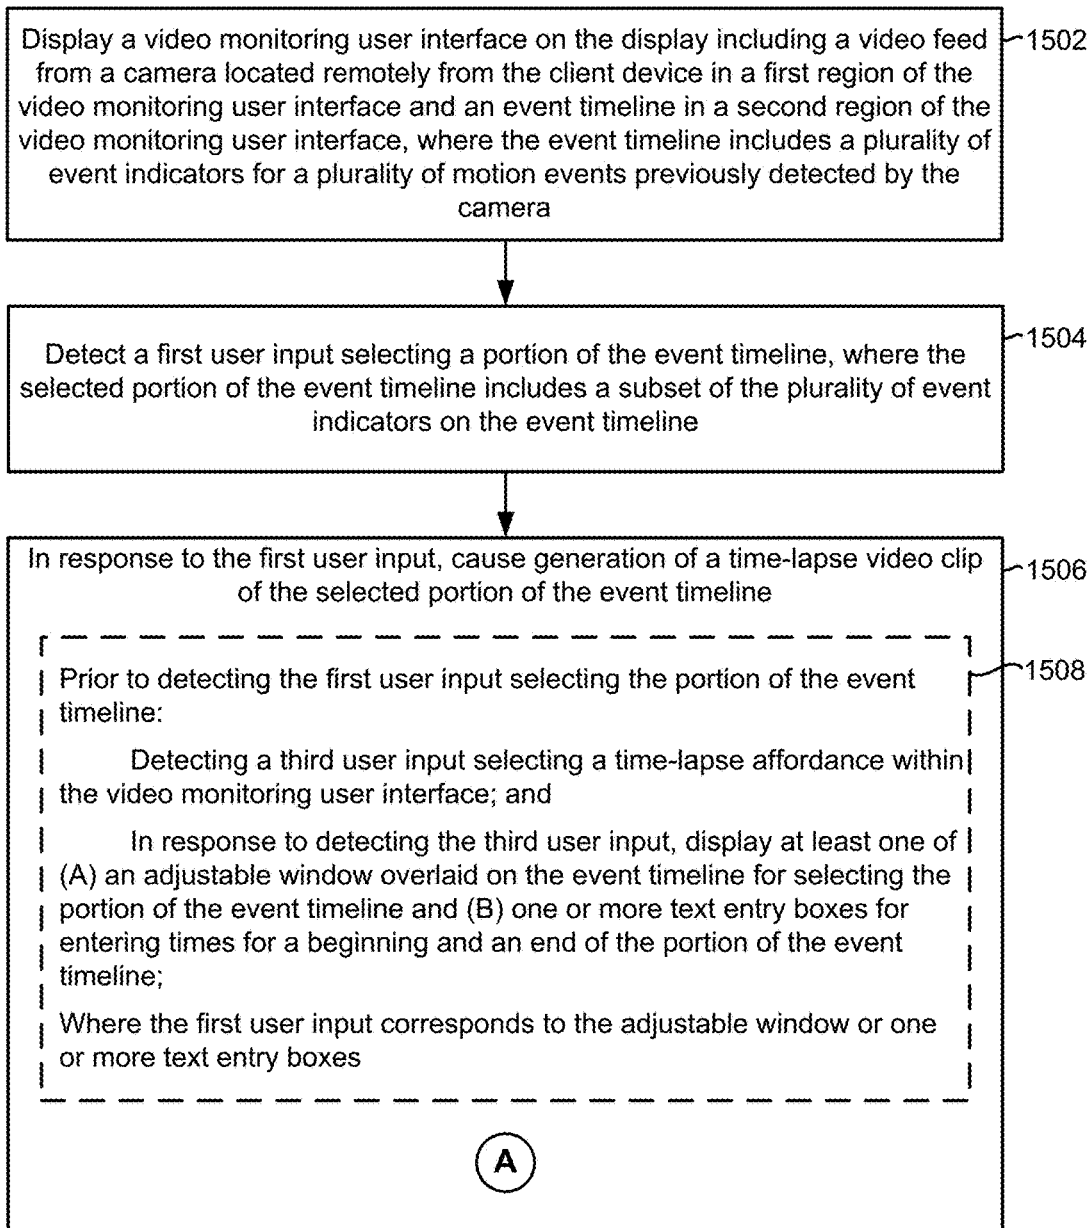 Display a video monitoring user interface on the display including a video feed
from a camera located remotely from the client device in a first region of the
video monitoring user interface and an event timeline in a second region of the
video monitoring user interface, where the event timeline includes a plurality of
event indicators for a plurality of motion events previously detected by the
camera
1502
Detect a first user input selecting a portion of the event timeline, where the
selected portion of the event timeline includes a subset of the plurality of event
indicators on the event timeline
1504
In response to the first user input, cause generation of a time-lapse video clip
of the selected portion of the event timeline
1506
Prior to detecting the first user input selecting the portion of the event
timeline:
Detecting a third user input selecting a time-lapse affordance within
the video monitoring user interface; and
In response to detecting the third user input, display at least one of
(A) an adjustable window overlaid on the event timeline for selecting the
portion of the event timeline and (B) one or more text entry boxes for
entering times for a beginning and an end of the portion of the event
timeline;
Where the first user input corresponds to the adjustable window or one
or more text entry boxes
1508
A